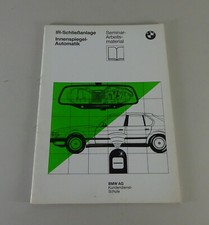 IR-Schließanlage
Innenspiegel-
Automatik
Seminar-
Arbeits-
material
BMW AG
Kundendienst
Schule